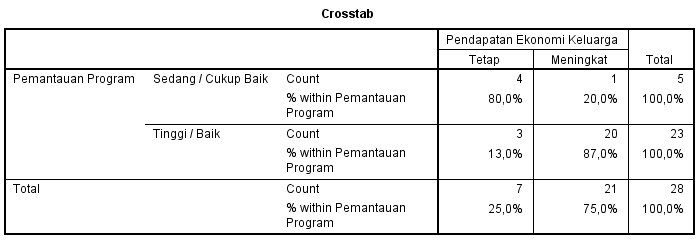 Crosstab
Pendapatan Ekonomi Keluarga
Tetap Meningkat Total
Pemantauan Program Sedang / Cukup Baik Count 4 1 5
% within Pemantauan Program 80,0% 20,0% 100,0%
Tinggi / Baik Count 3 20 23
% within Pemantauan Program 13,0% 87,0% 100,0%
Total Count 7 21 28
% within Pemantauan Program 25,0% 75,0% 100,0%